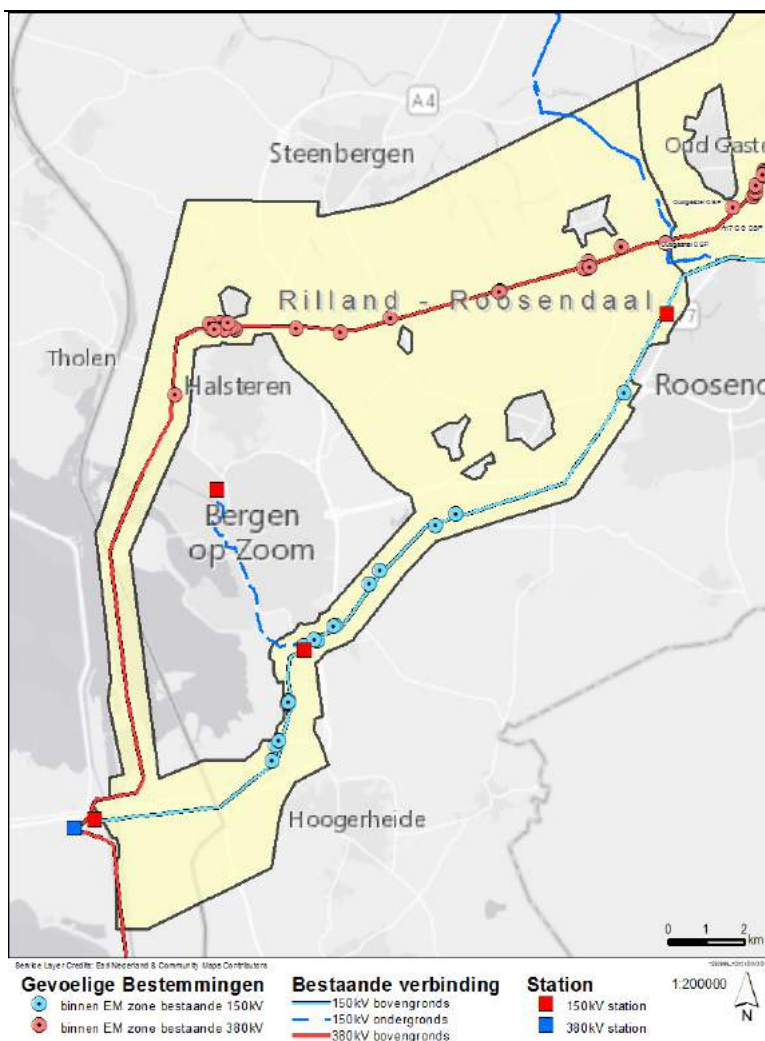 A4
Steenbergen
Oud Gaste
Rilland - Roosendaal
Tholen
Halsteren
7
Roosend
Bergen
op Zoom
Hoogerheide
0 1 2
km
Service Layer Credits: Esri Nederland & Community Maps Contributors
Gevoelige Bestemmingen
binnen EM zone bestaande 150kV
binnen EM zone bestaande 380kV
Bestaande verbinding
150kV bovengronds
150kV ondergronds
380kV bovengronds
Station
150kV station
380kV station
1:200000
N